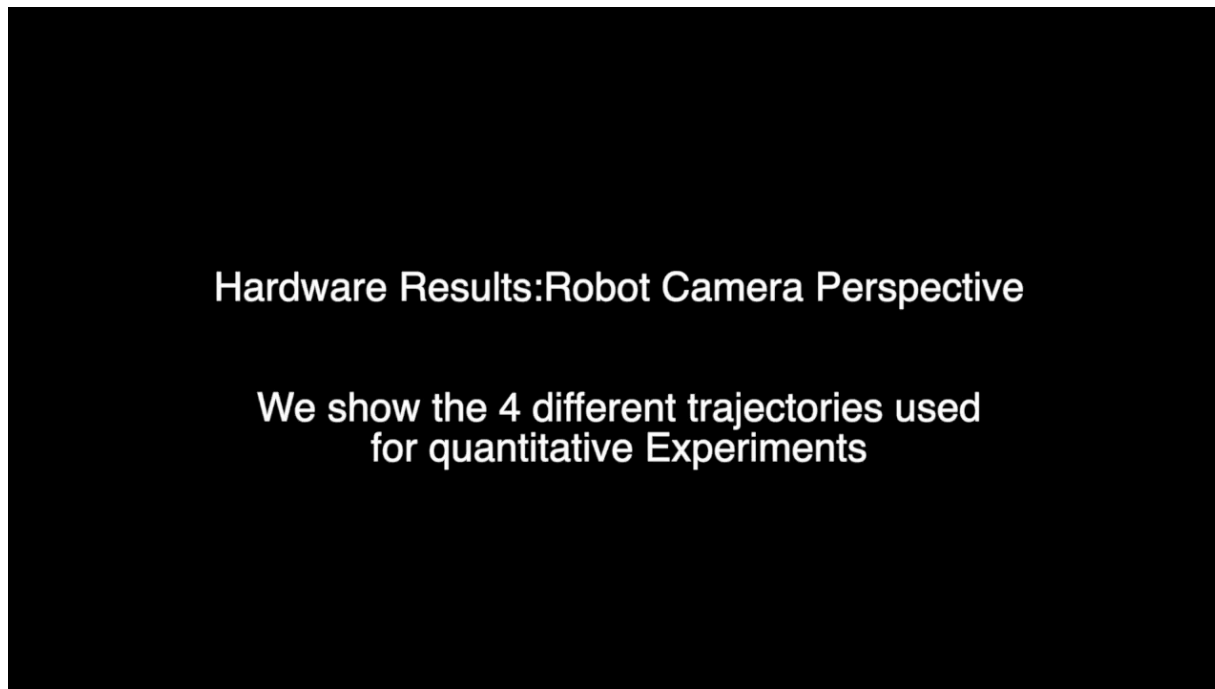 Hardware Results:Robot Camera Perspective
We show the 4 different trajectories used
for quantitative Experiments